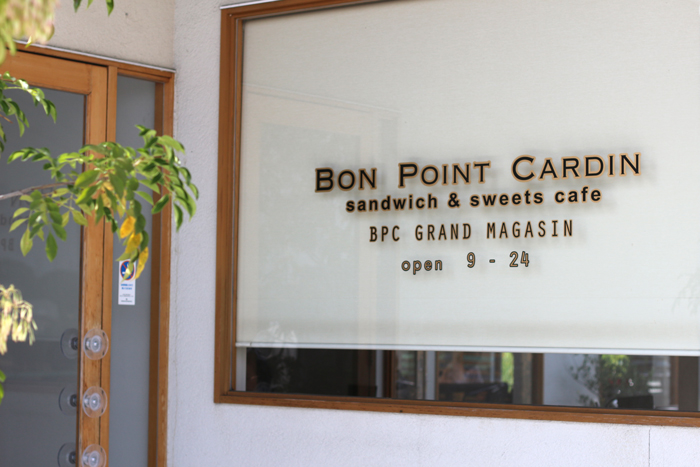 BON POINT CARDIN
sandwich & sweets cafe
BPC GRAND MAGASIN
open 9 - 24